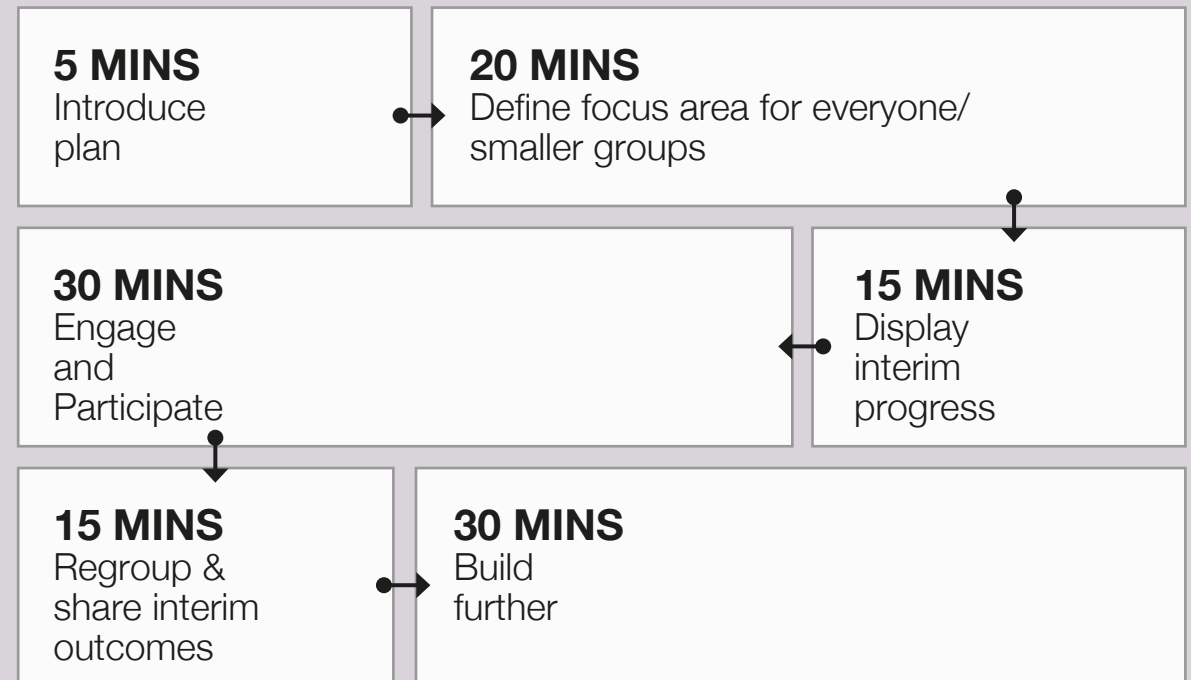 5 MINS
Introduce
plan
20 MINS
Define focus area for everyone/
smaller groups
15 MINS
Display
interim
progress
30 MINS
Engage
and
Participate
15 MINS
Regroup &
share interim
outcomes
30 MINS
Build
further